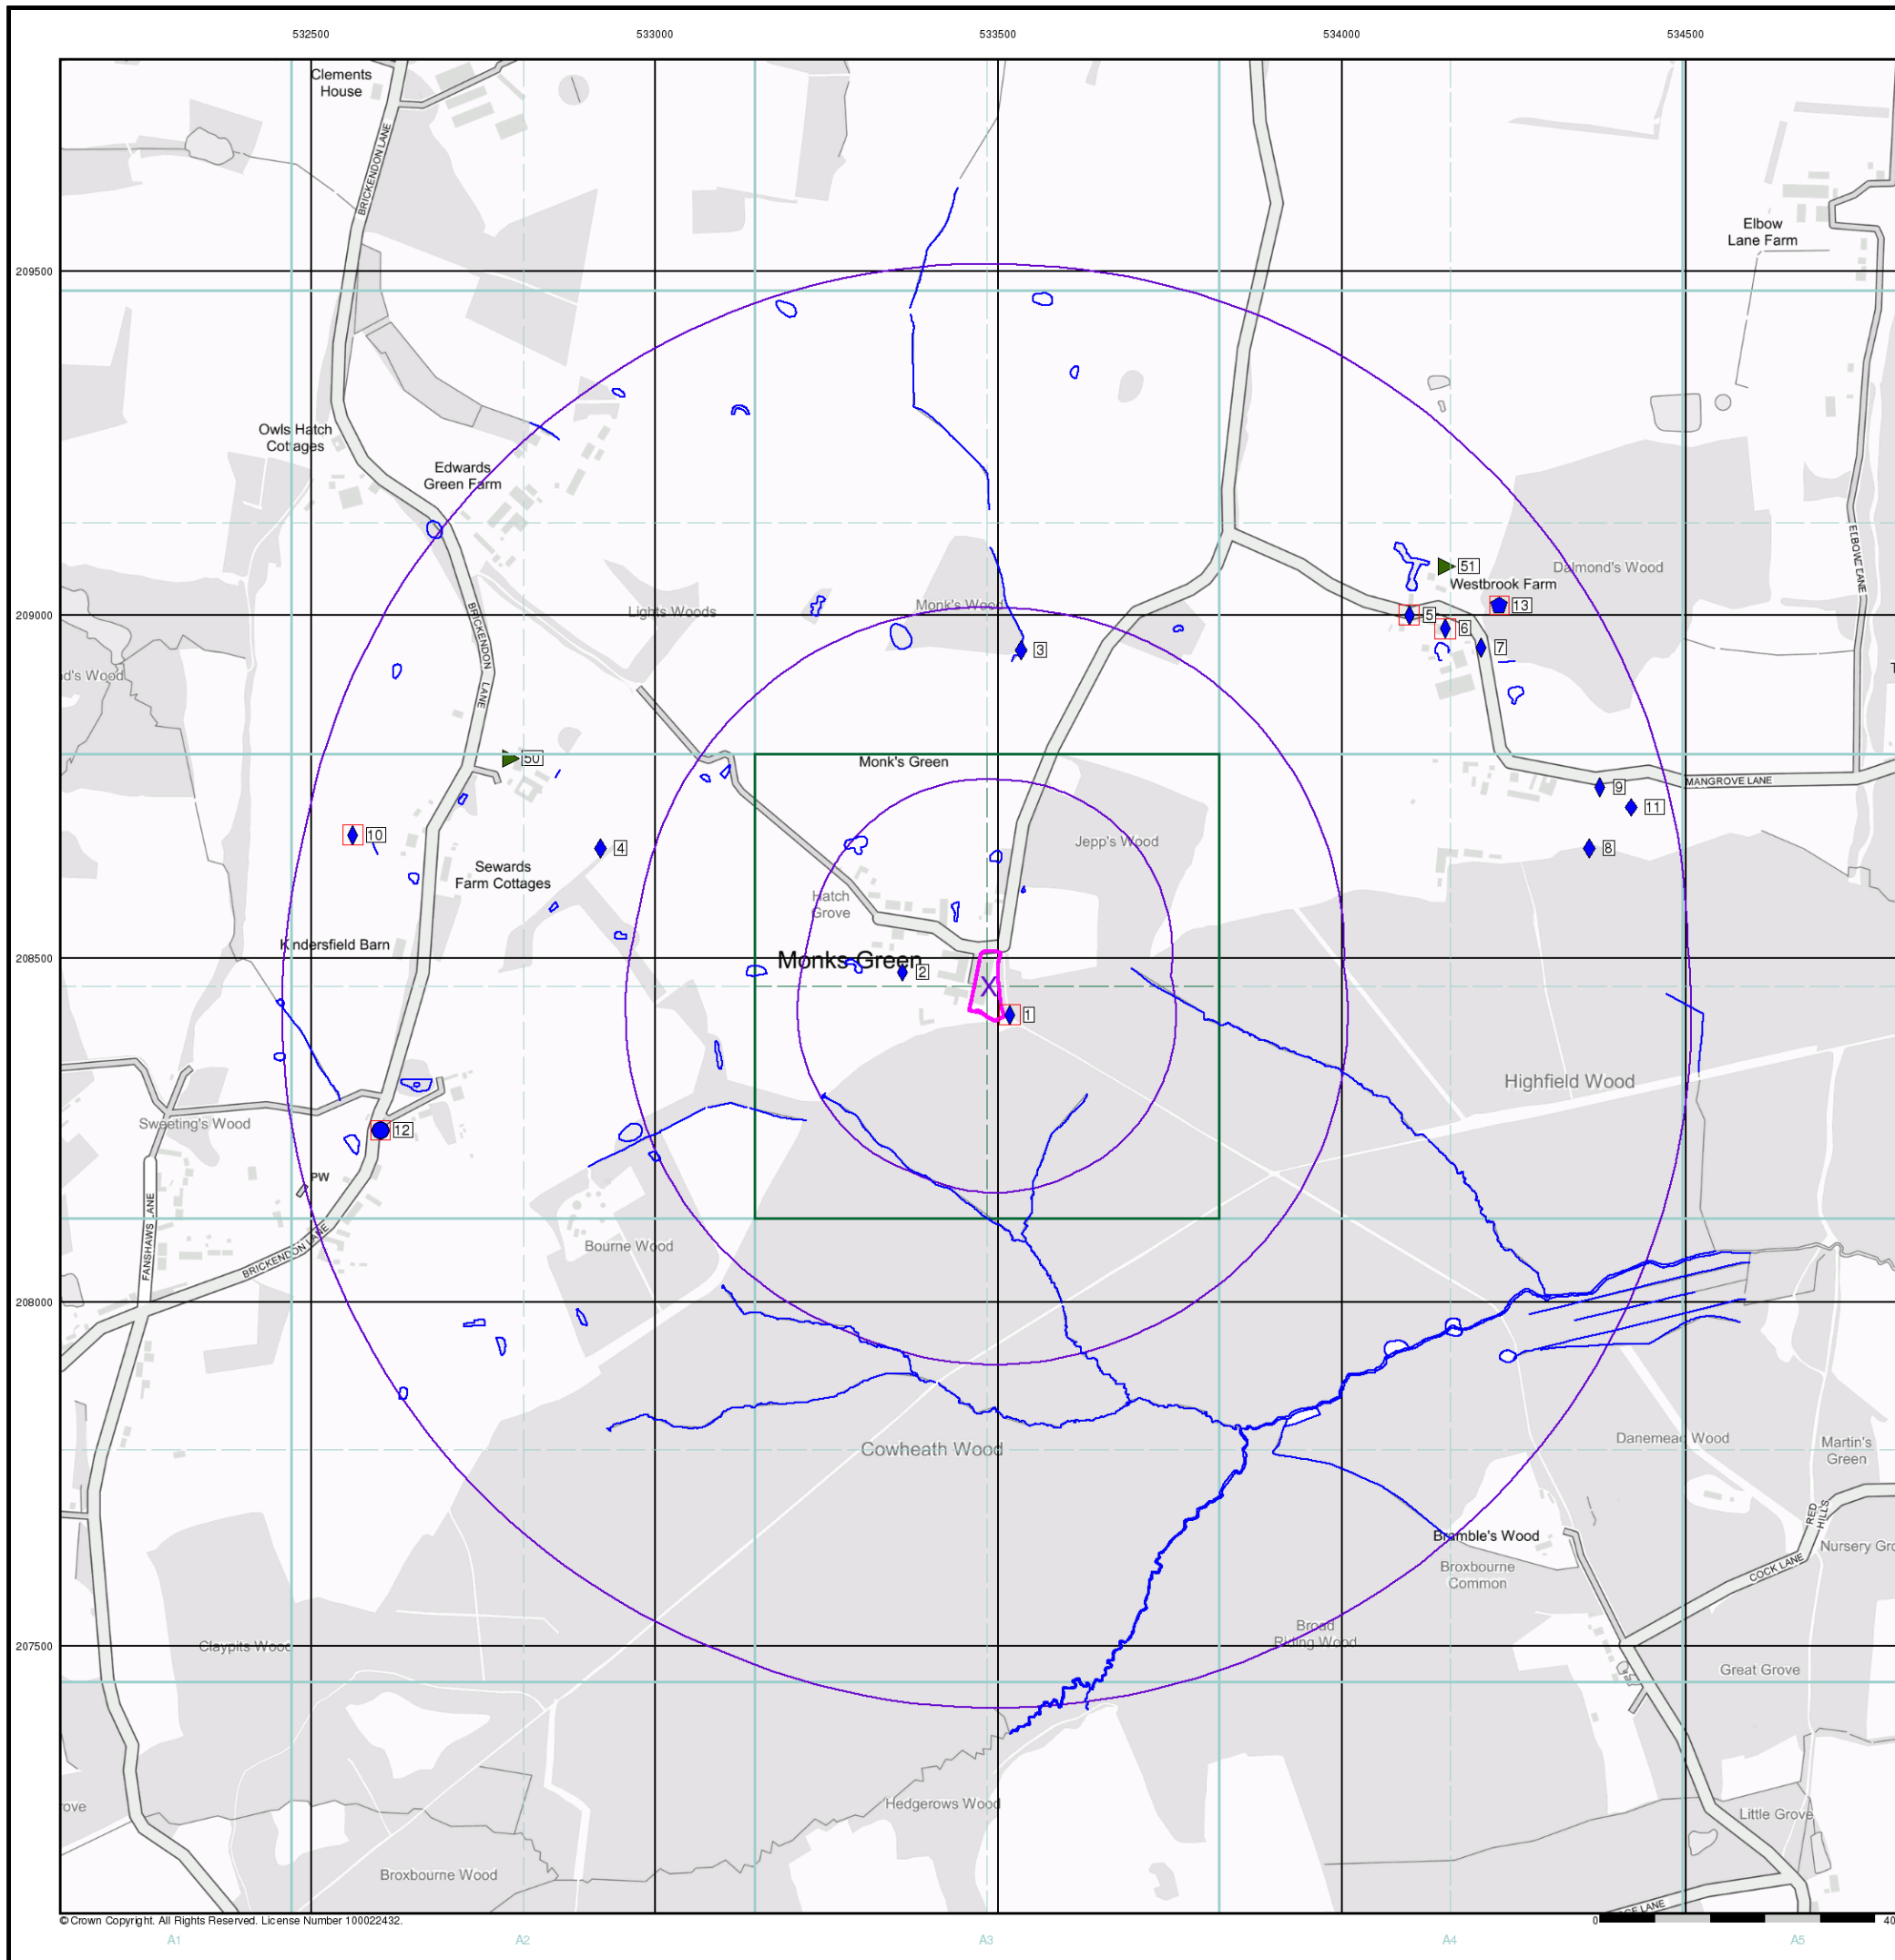 532500 533000 533500 534000 534500
Clements
House
BRICKENDON LANE
Elbow
Lane Farm
209500
Owls Hatch
Cottages
Edwards
Green Farm
ELBOW LANE
51
Dalmond's Wood
Westbrook Farm
13
BRICKENDON LANE
Lights Woods
Monk's Wood
209000
5
6
7
3
50
Monk's Green
MANGROVE LANE
9
11
10
4
Jepp's Wood
8
Sewards
Farm Cottages
Hatch
Grove
Kindersfield Barn
208500
Monks Green
2
X
1
Highfield Wood
Sweeting's Wood
12
PW
FANSHAWS LANE
BRICKENDON LANE
Bourne Wood
208000
Cowheath Wood
Danemead Wood
Martin's
Green
RED
HILLS
Bramble's Wood
Nursery Gro
COCK LANE
Broxbourne
Common
Broad
Riding Wood
207500
Claypits Wood
Great Grove
Hedgerows Wood
Little Grove
Broxbourne Wood
© Crown Copyright. All Rights Reserved. License Number 100022432.
0
A1 A2 A3 A4 A5